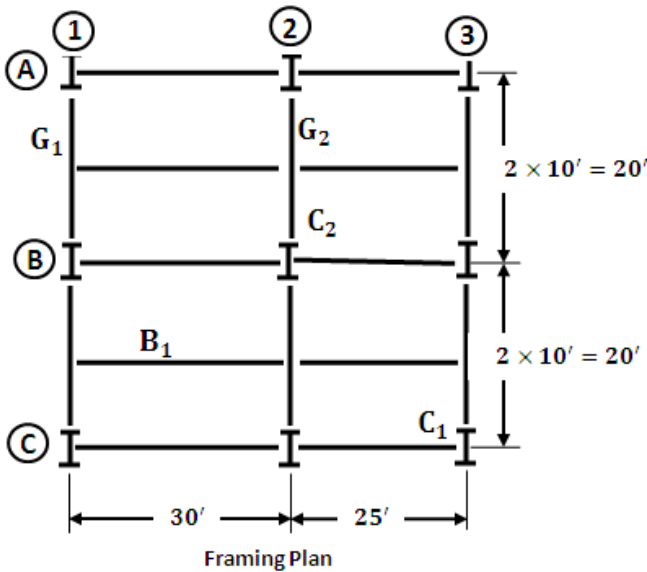 1 2 3
A
G₁ G₂
2 × 10′ = 20′
C₂
B
B₁
2 × 10′ = 20′
C₁
C
30′ 25′
Framing Plan